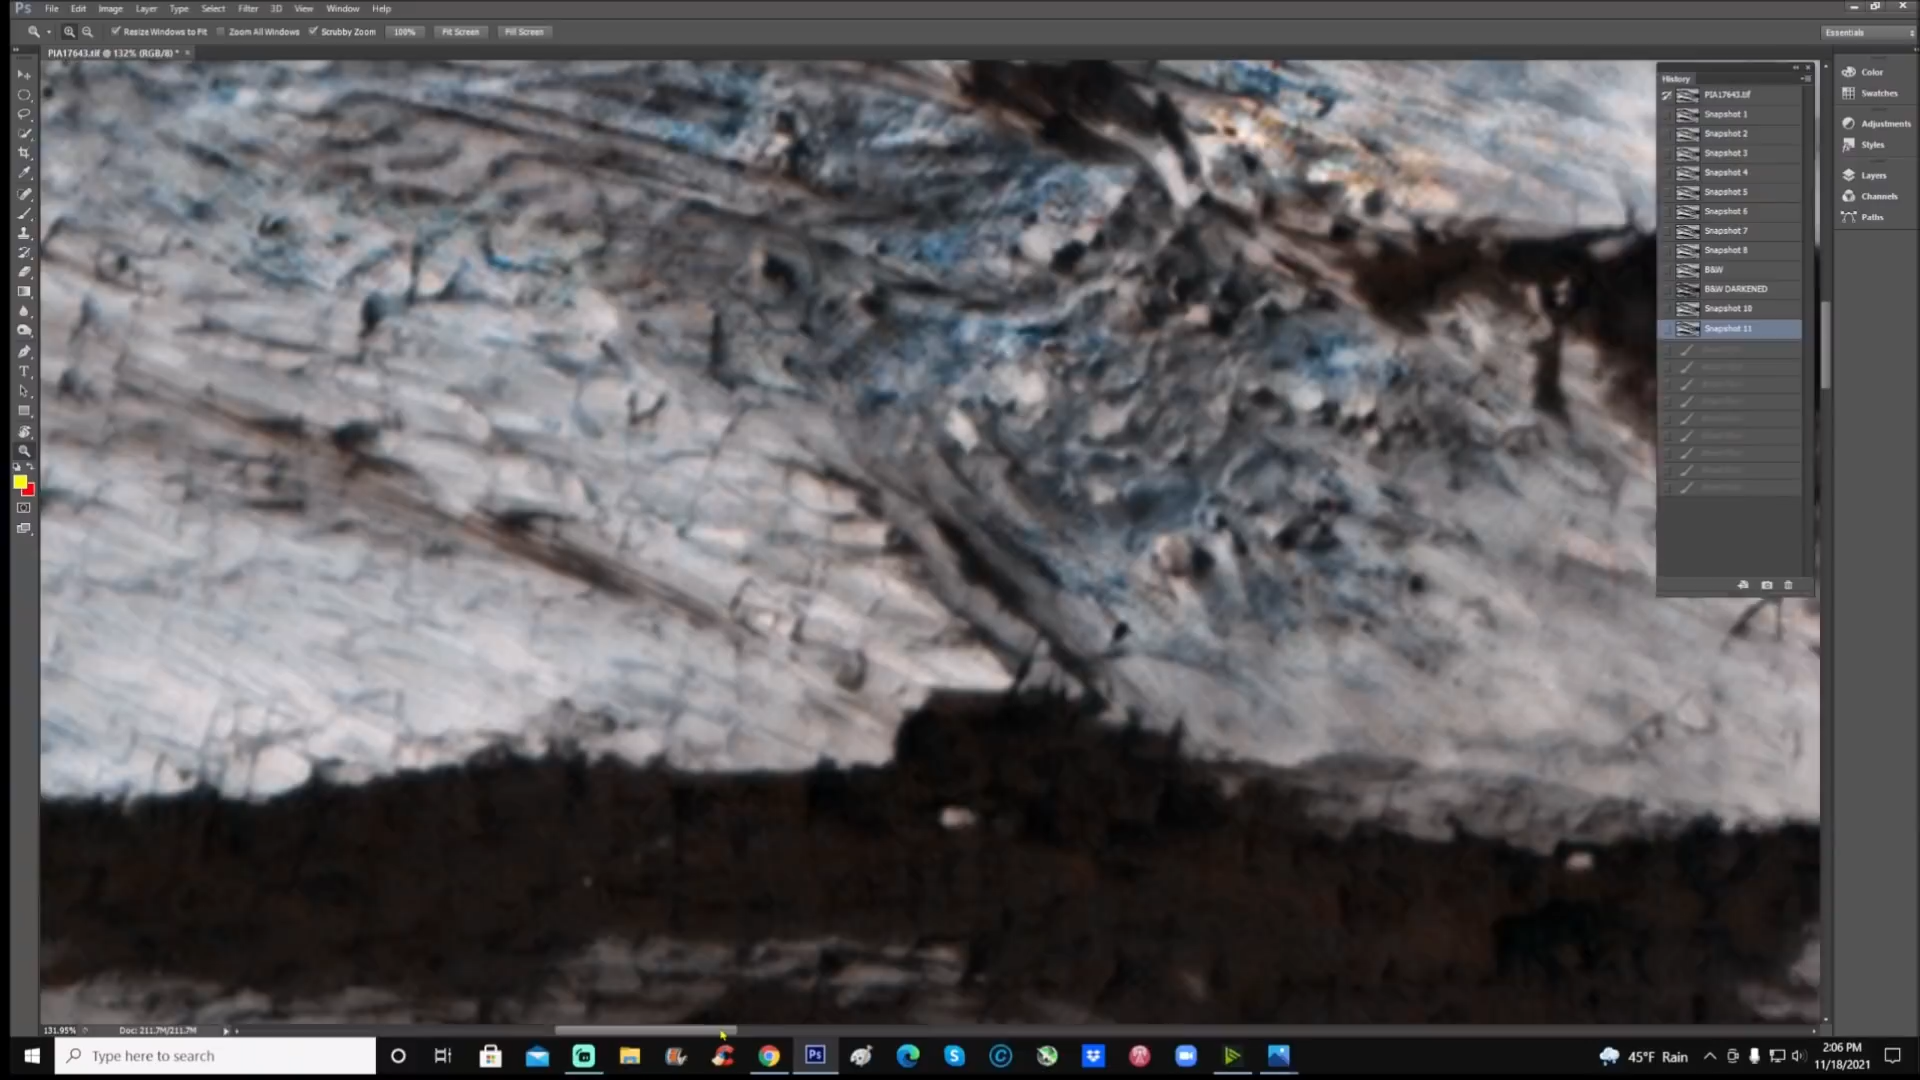 Ps File Edit Image Layer Type Select Filter 3D View Window Help
Resize Windows to Fit Zoom All Windows Scrubby Zoom 100% Fit Screen Fill Screen Essentials
PIA17643.tif @ 132% (RGB/8) * ×
History
PIA17643.tif
Snapshot 1
Snapshot 2
Snapshot 3
Snapshot 4
Snapshot 5
Snapshot 6
Snapshot 7
Snapshot 8
B&W
B&W DARKENED
Snapshot 10
Snapshot 11
Color
Swatches
Adjustments
Styles
Layers
Channels
Paths
131.95% Doc: 211.7M/211.7M
Type here to search
Ps
45°F Rain
2:06 PM
11/18/2021